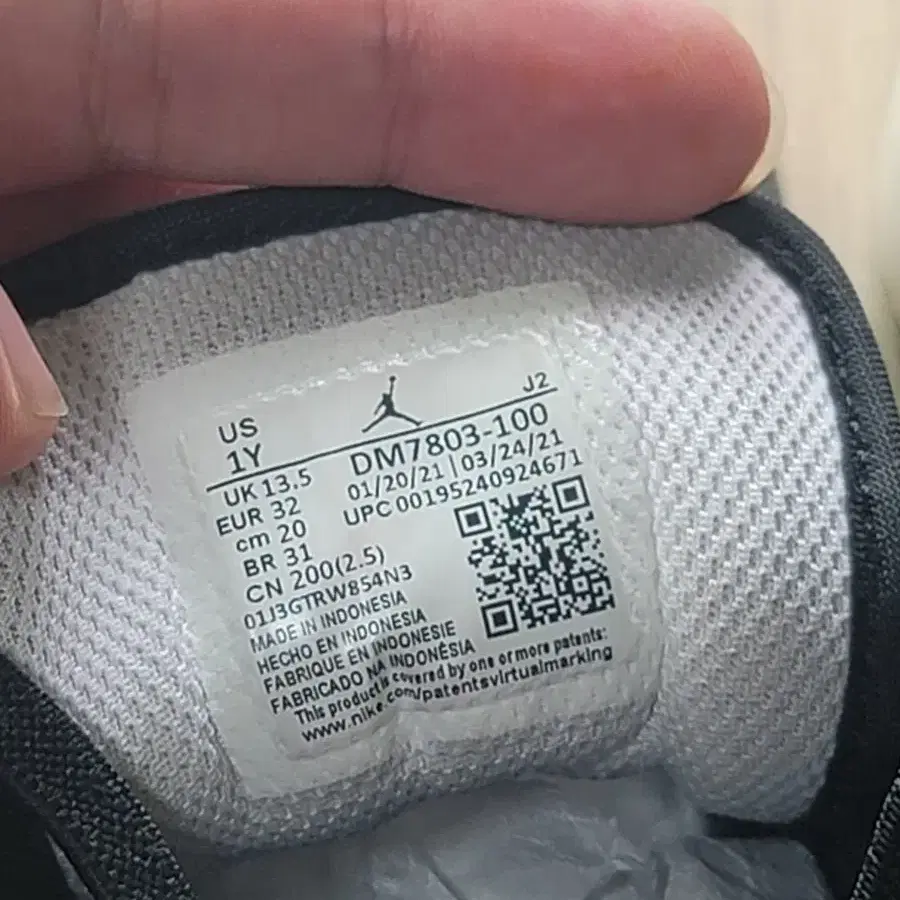 US
1Y
J2
UK 13.5
EUR 32
cm 20
BR 31
CN 200(2.5)
DM7803-100
01/20/21 | 03/24/21
UPC 00195240924671
01J3GTRW854N3
MADE IN INDONESIA
HECHO EN INDONESIA
FABRIQUE EN INDONESIE
FABRICADO NA INDONÉSIA
This product is covered by one or more patents:
www.nike.com/patentsvirtualmarking